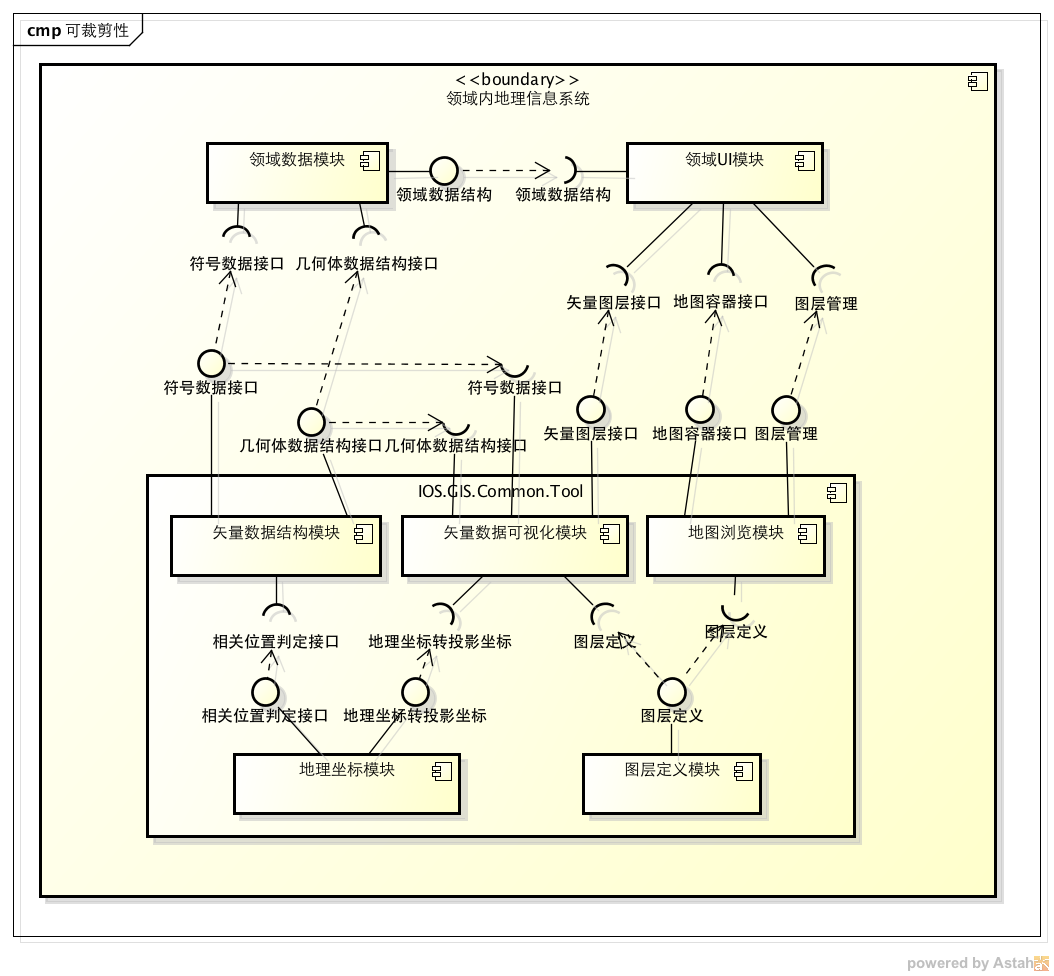 cmp 可裁剪性
<<boundary>>
领域内地理信息系统
领域数据模块
领域UI模块
领域数据结构
领域数据结构
符号数据接口
几何体数据结构接口
矢量图层接口
地图容器接口
图层管理
符号数据接口
符号数据接口
几何体数据结构接口
几何体数据结构接口
矢量图层接口
地图容器接口
图层管理
IOS.GIS.Common.Tool
矢量数据结构模块
矢量数据可视化模块
地图浏览模块
相关位置判定接口
地理坐标转投影坐标
图层定义
图层定义
相关位置判定接口
地理坐标转投影坐标
图层定义
地理坐标模块
图层定义模块
powered by Astah